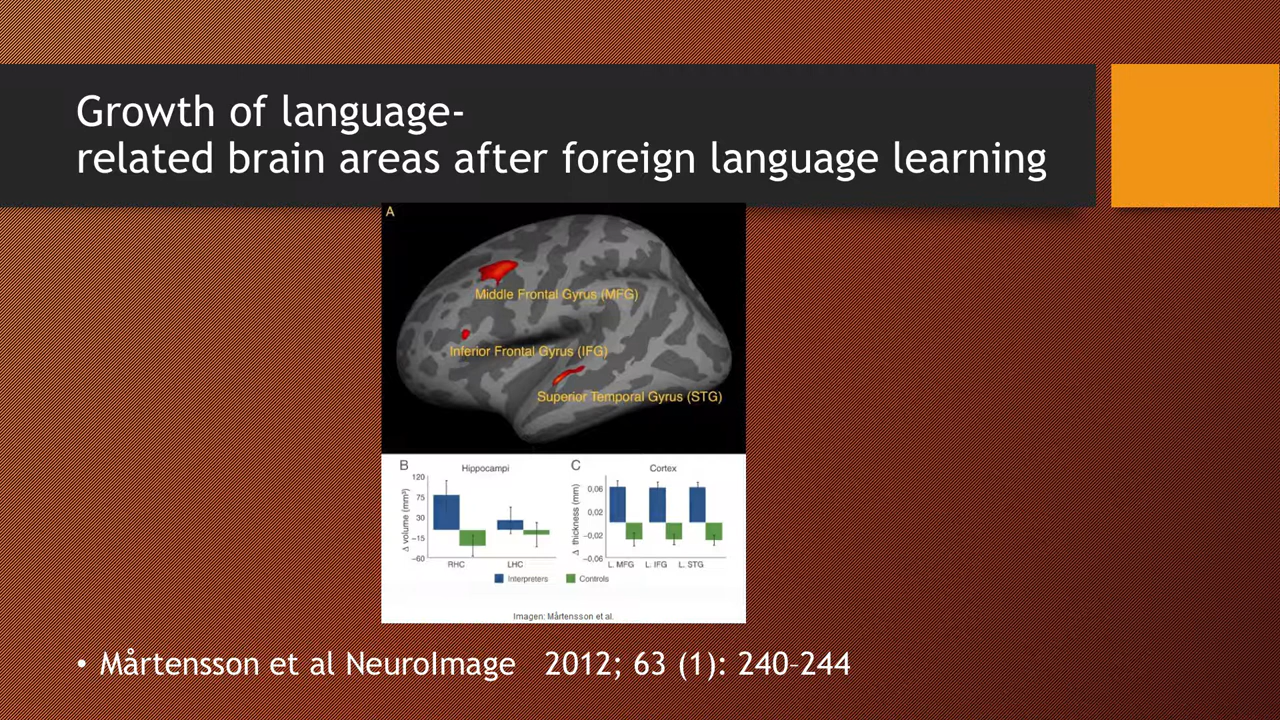 Growth of language-
related brain areas after foreign language learning
A
Middle Frontal Gyrus (MFG)
Inferior Frontal Gyrus (IFG)
Superior Temporal Gyrus (STG)
B
Hippocampi
Δ volume (mm³)
120
75
30
−15
−60
RHC
LHC
C
Cortex
Δ thickness (mm)
0,06
0,02
−0,02
−0,06
L. MFG
L. IFG
L. STG
Interpreters
Controls
Imagen: Mårtensson et al.
• Mårtensson et al NeuroImage 2012; 63 (1): 240–244